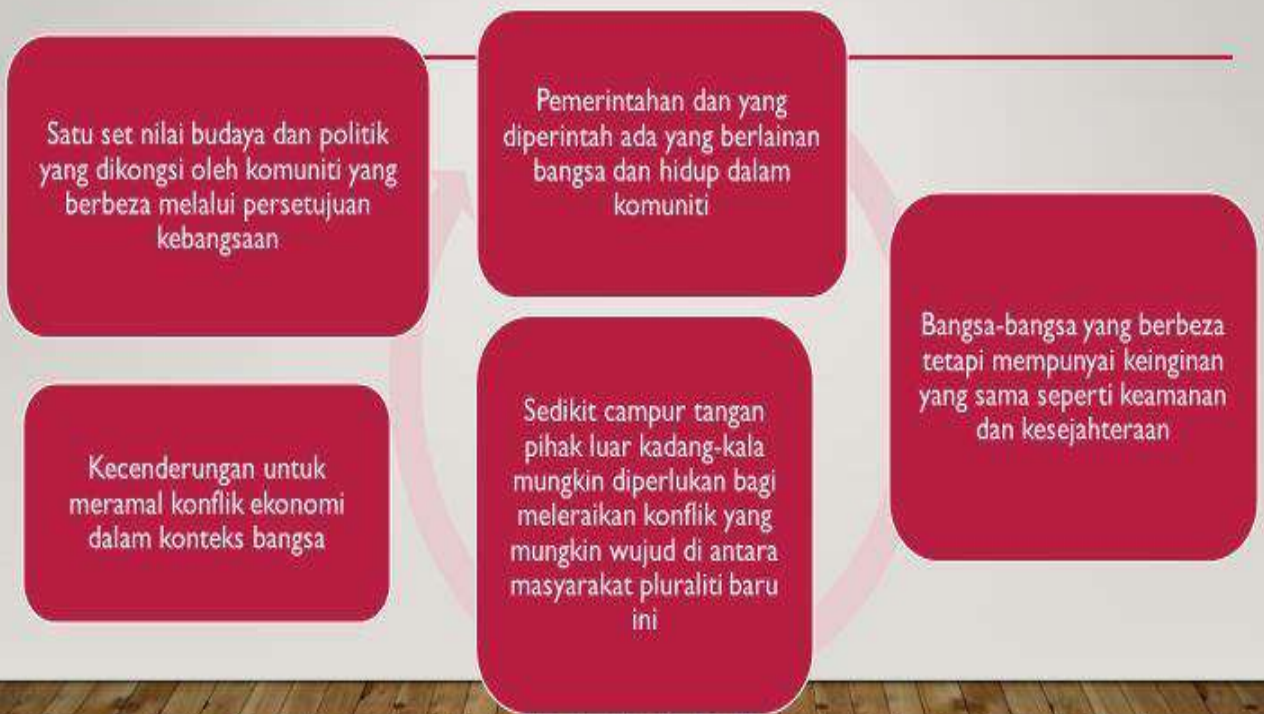 Satu set nilai budaya dan politik
yang dikongsi oleh komuniti yang
berbeza melalui persetujuan
kebangsaan
Pemerintahan dan yang
diperintah ada yang berlainan
bangsa dan hidup dalam
komuniti
Bangsa-bangsa yang berbeza
tetapi mempunyai keinginan
yang sama seperti keamanan
dan kesejahteraan
Sedikit campur tangan
pihak luar kadang-kala
mungkin diperlukan bagi
meleraikan konflik yang
mungkin wujud di antara
masyarakat pluraliti baru
ini
Kecenderungan untuk
meramal konflik ekonomi
dalam konteks bangsa